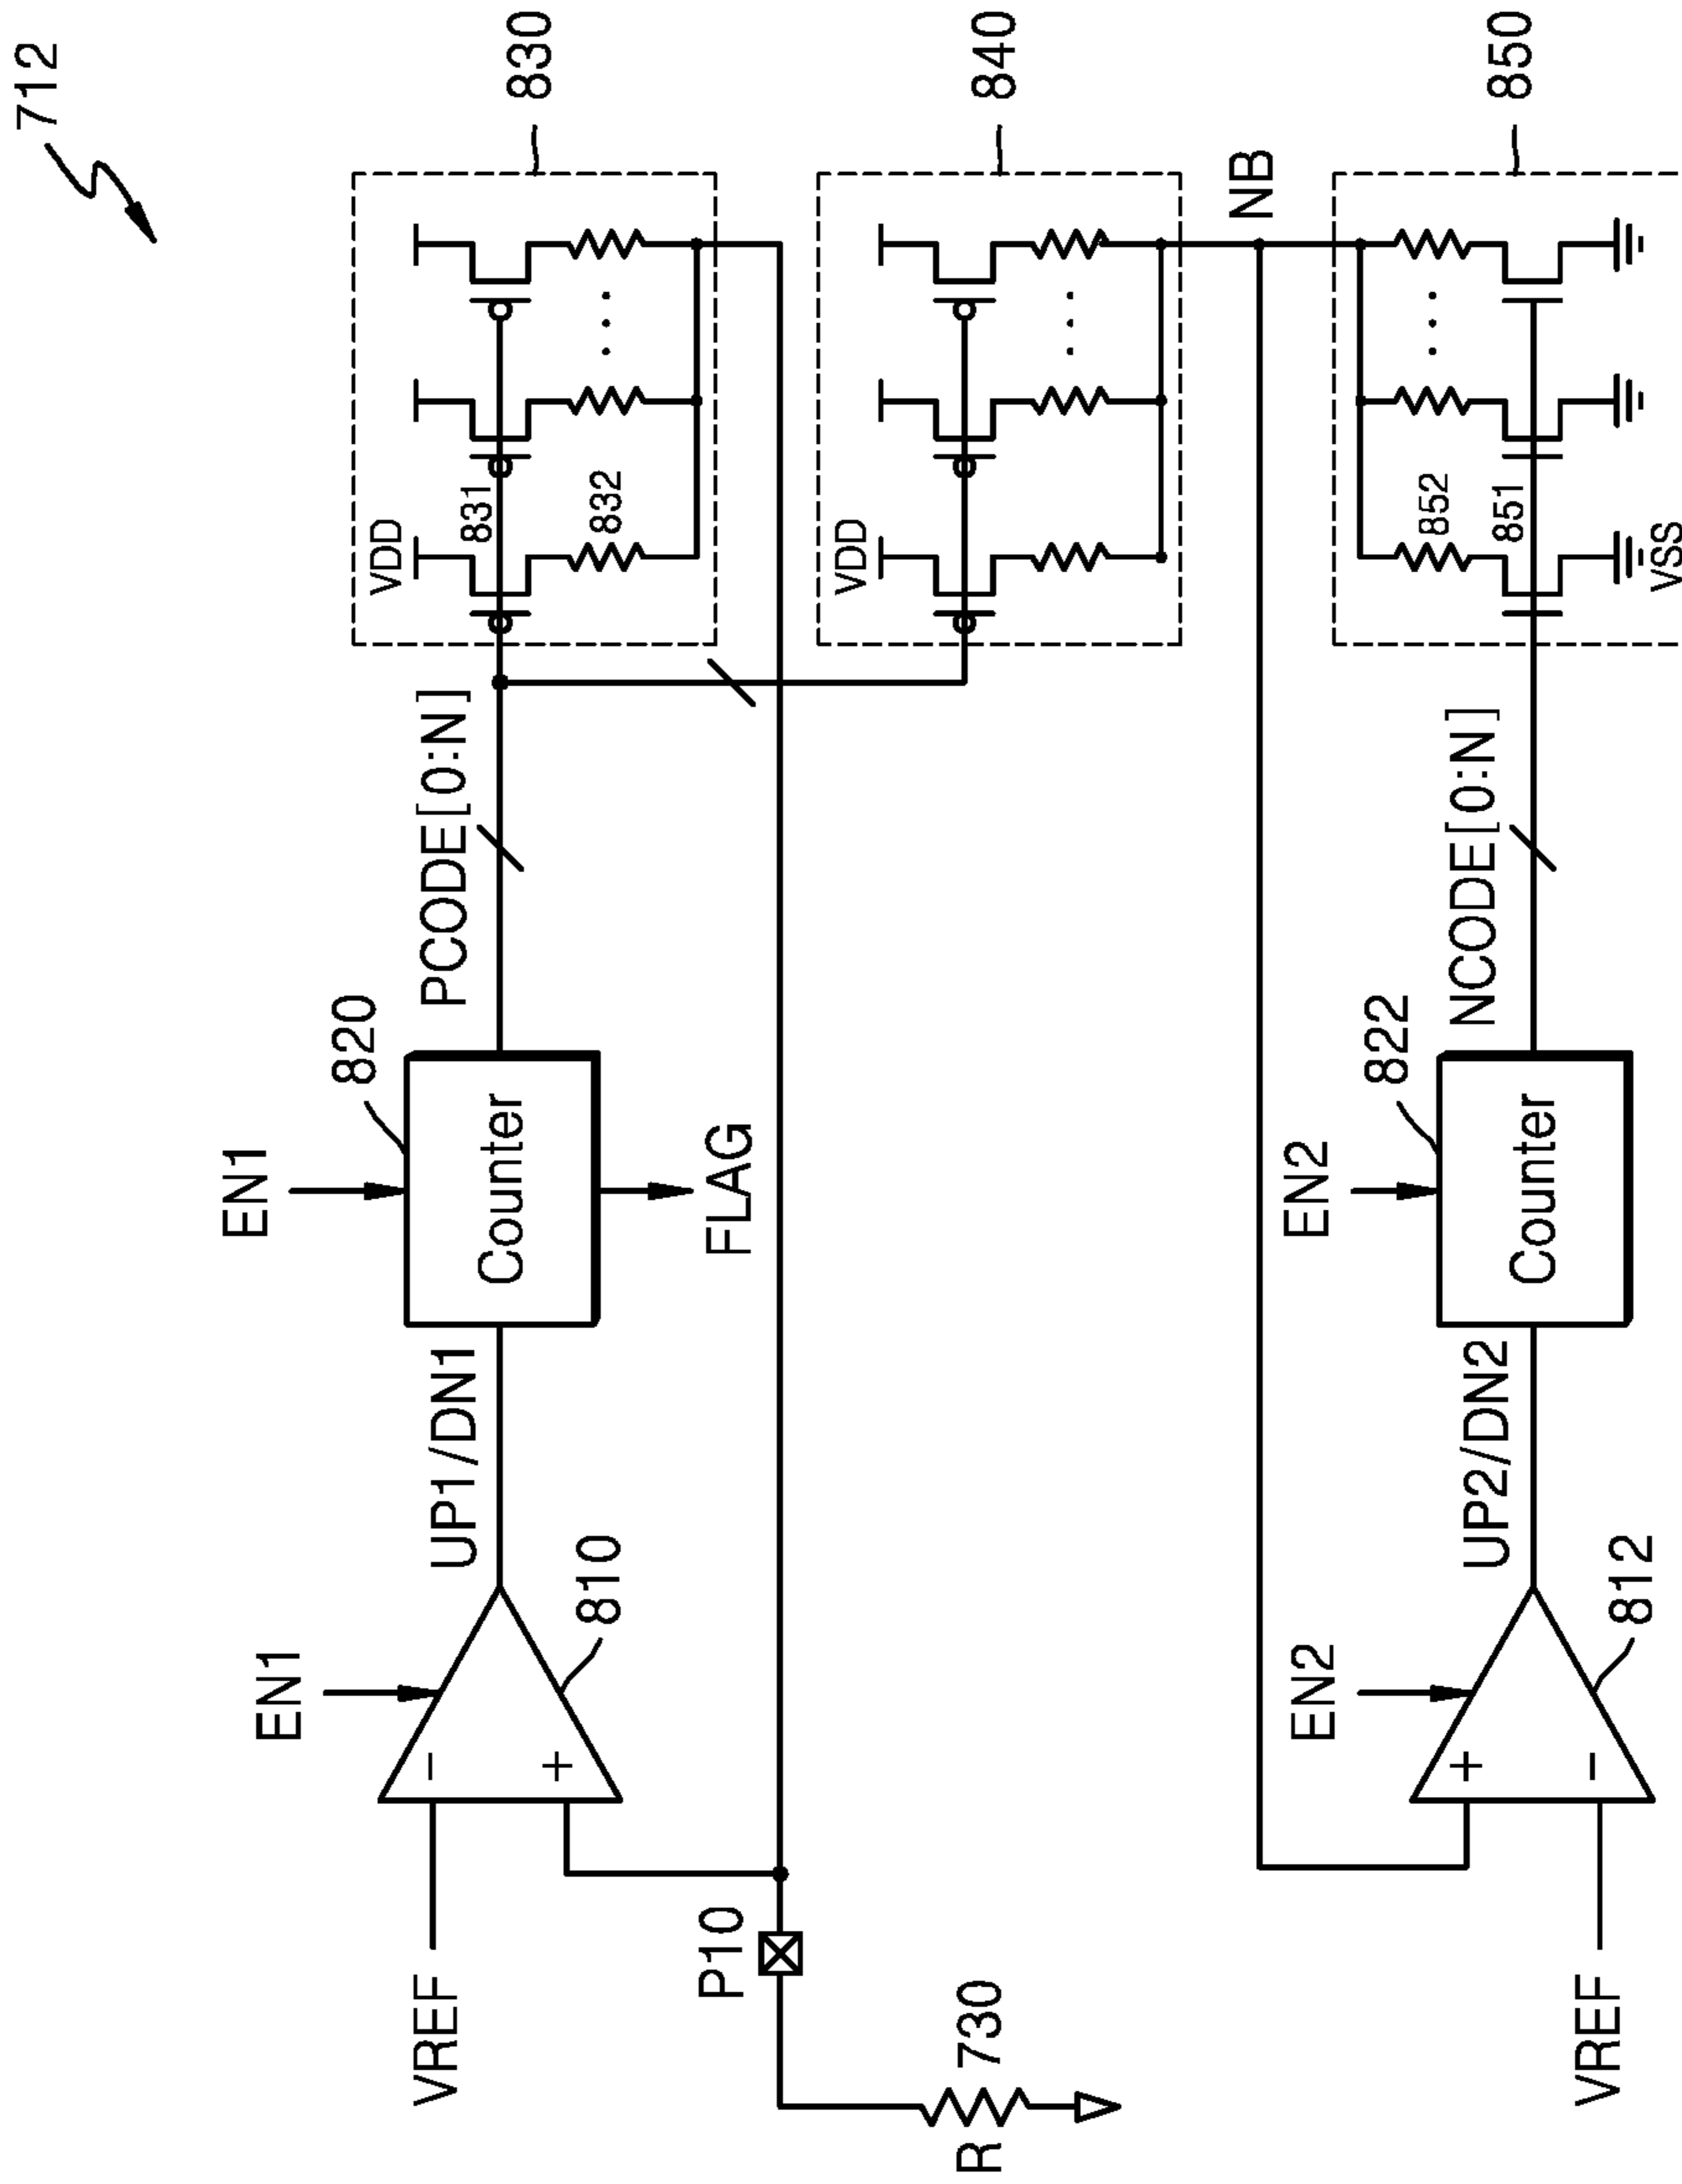 712
EN1
EN1
820
UP1/DN1
PCODE[0:N]
VREF
−
+
810
Counter
FLAG
VDD
831
832
830
P10
R
730
VDD
840
NB
EN2
EN2
822
UP2/DN2
NCODE[0:N]
+
−
VREF
812
Counter
852
851
VSS
850